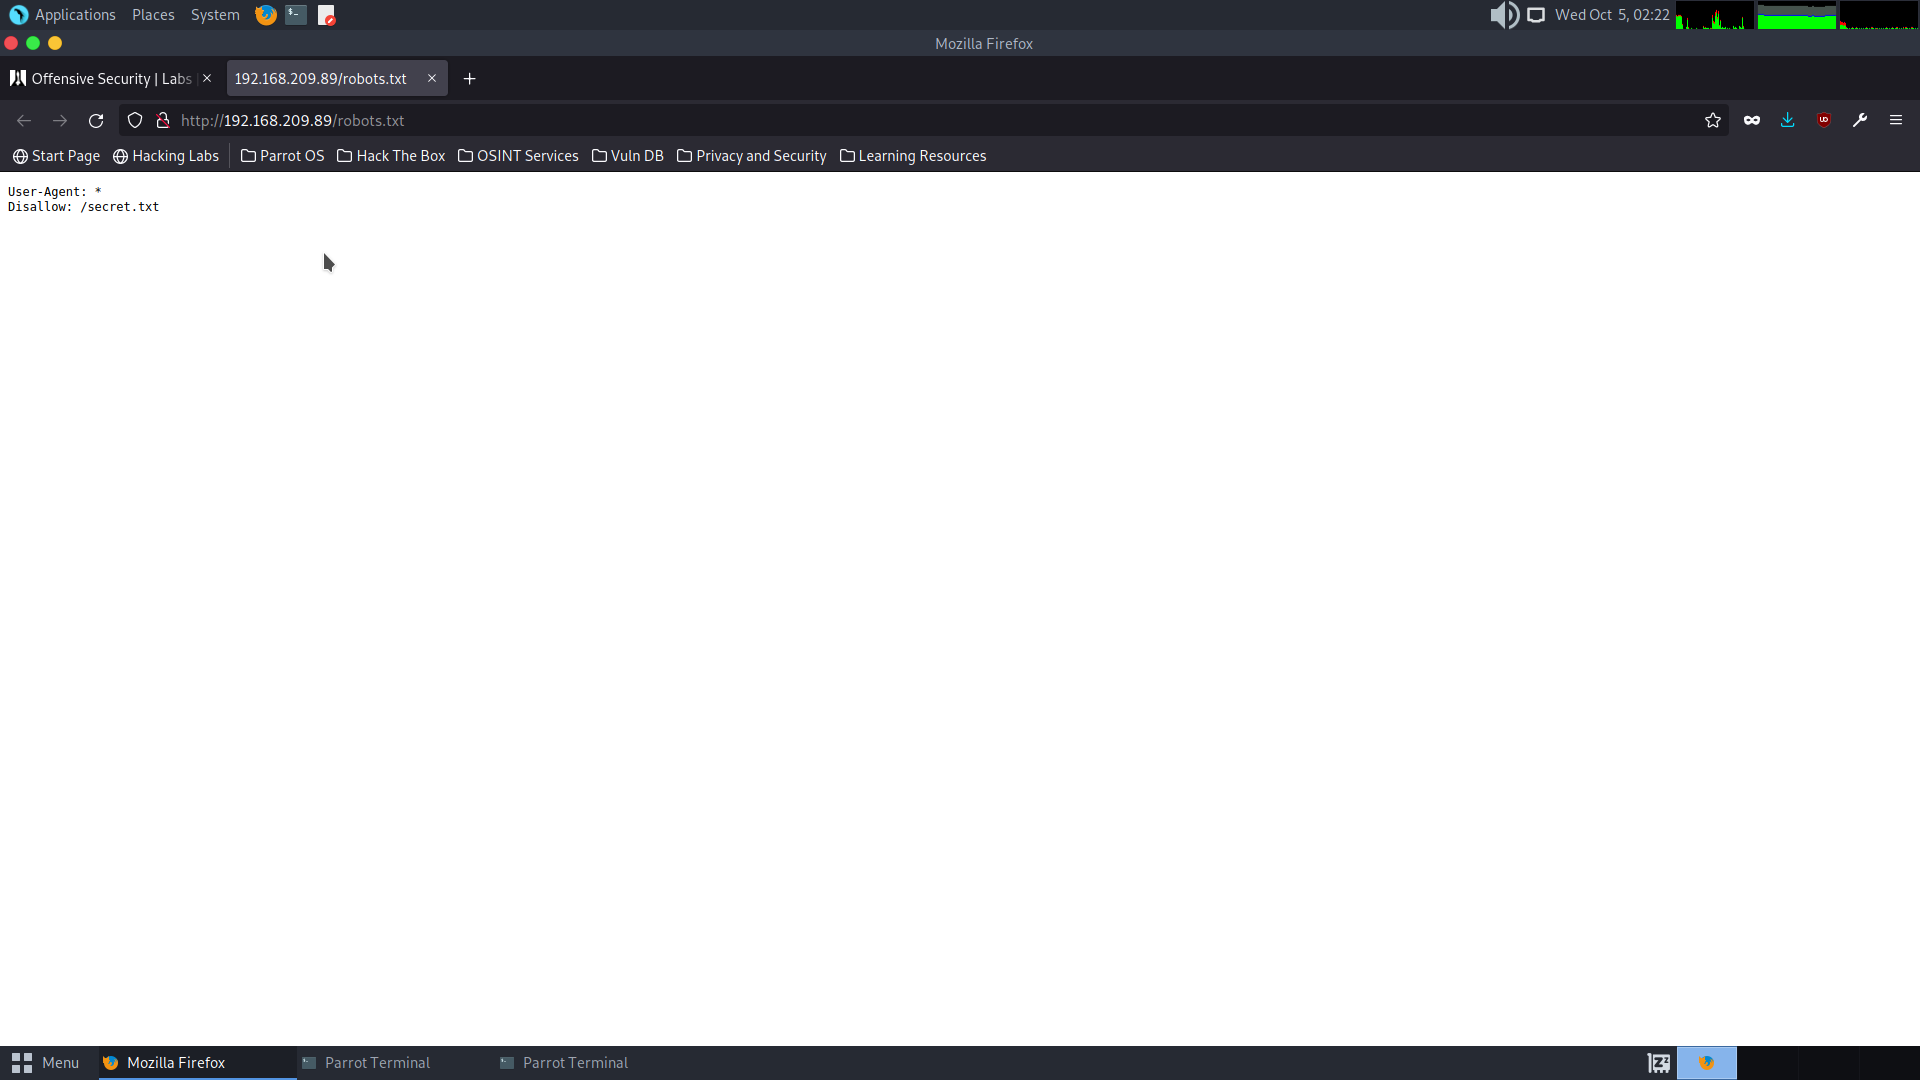 Applications Places System Wed Oct 5, 02:22
Mozilla Firefox
Offensive Security | Labs 192.168.209.89/robots.txt
http://192.168.209.89/robots.txt
Start Page Hacking Labs Parrot OS Hack The Box OSINT Services Vuln DB Privacy and Security Learning Resources
User-Agent: *
Disallow: /secret.txt
Menu Mozilla Firefox Parrot Terminal Parrot Terminal